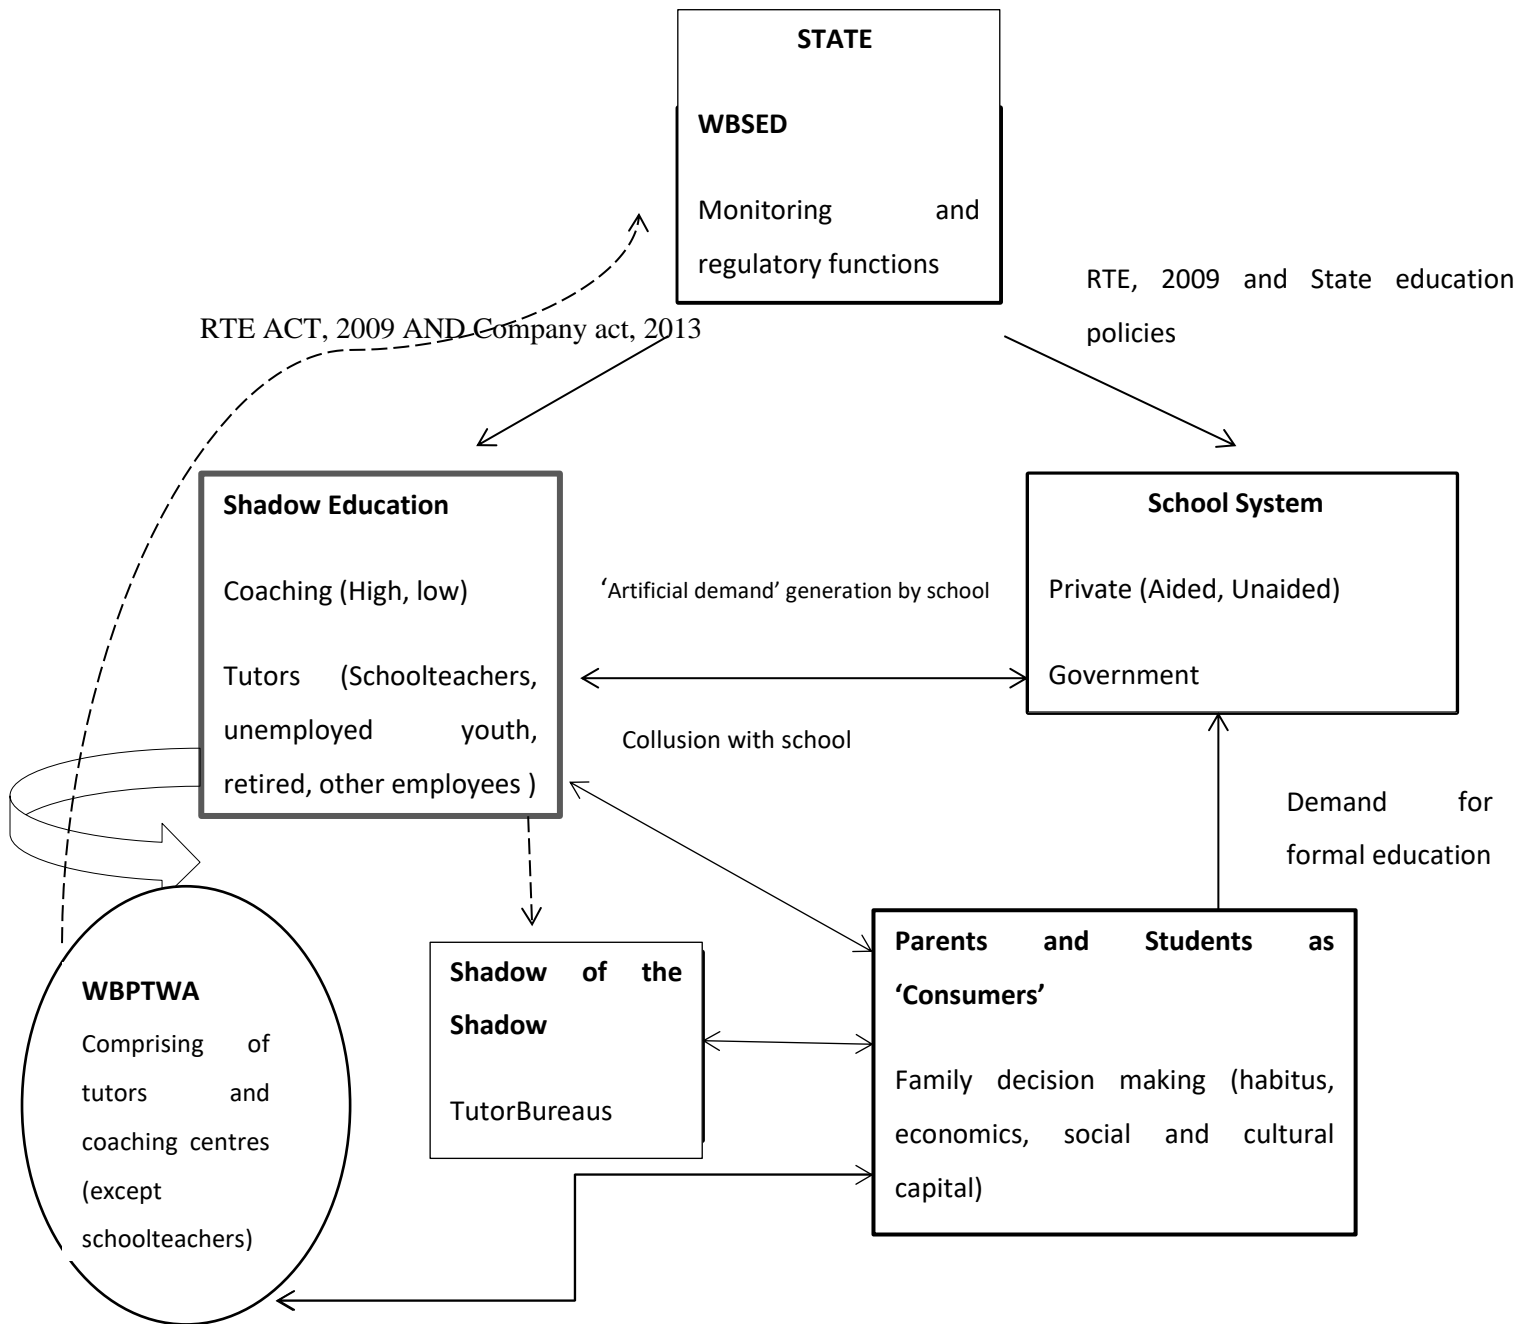 STATE
WBSED
Monitoring and
regulatory functions
RTE, 2009 and State education
policies
RTE ACT, 2009 AND Company act, 2013
Shadow Education
Coaching (High, low)
Tutors (Schoolteachers,
unemployed youth,
retired, other employees )
‘Artificial demand’ generation by school
Collusion with school
School System
Private (Aided, Unaided)
Government
Demand for
formal education
WBPTWA
Comprising of
tutors and
coaching centres
(except
schoolteachers)
Shadow of the
Shadow
TutorBureaus
Parents and Students as
‘Consumers’
Family decision making (habitus,
economics, social and cultural
capital)